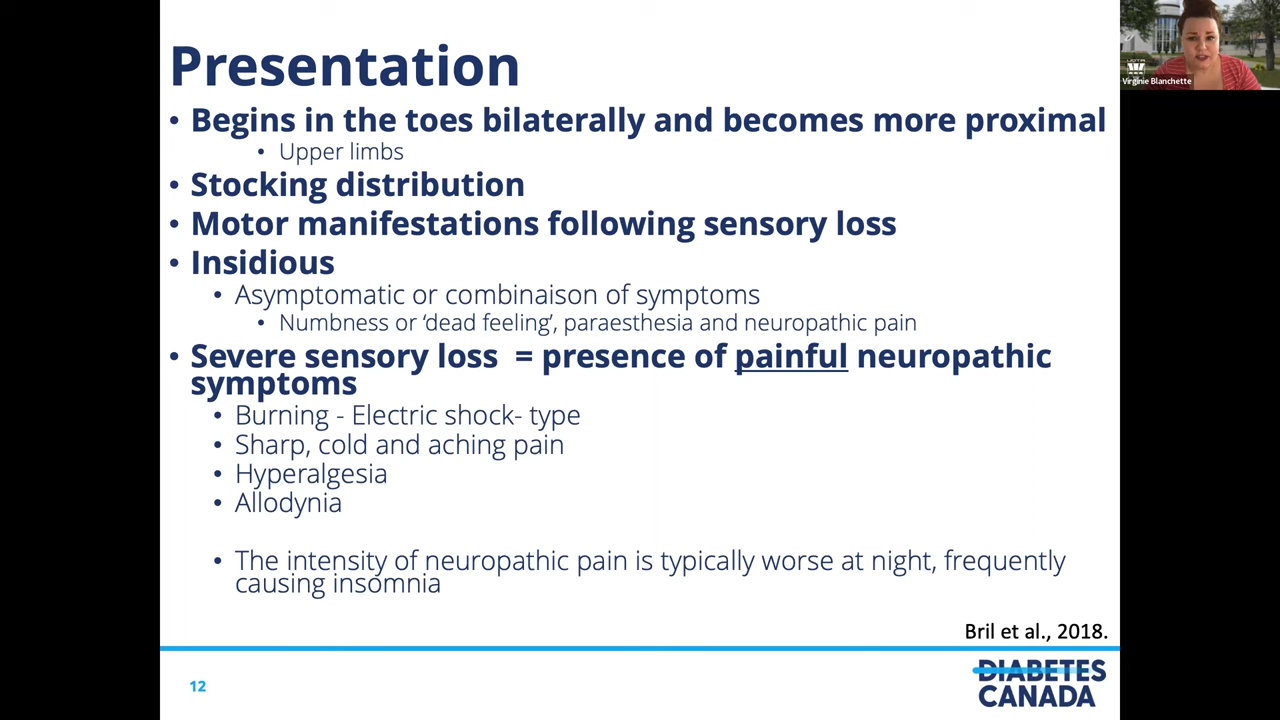 Presentation
• Begins in the toes bilaterally and becomes more proximal
• Upper limbs
• Stocking distribution
• Motor manifestations following sensory loss
• Insidious
• Asymptomatic or combinaison of symptoms
• Numbness or ‘dead feeling’, paraesthesia and neuropathic pain
• Severe sensory loss = presence of painful neuropathic
symptoms
• Burning - Electric shock- type
• Sharp, cold and aching pain
• Hyperalgesia
• Allodynia
• The intensity of neuropathic pain is typically worse at night, frequently
causing insomnia
Bril et al., 2018.
12
DIABETES
CANADA
UQTR
Virginie Blanchette